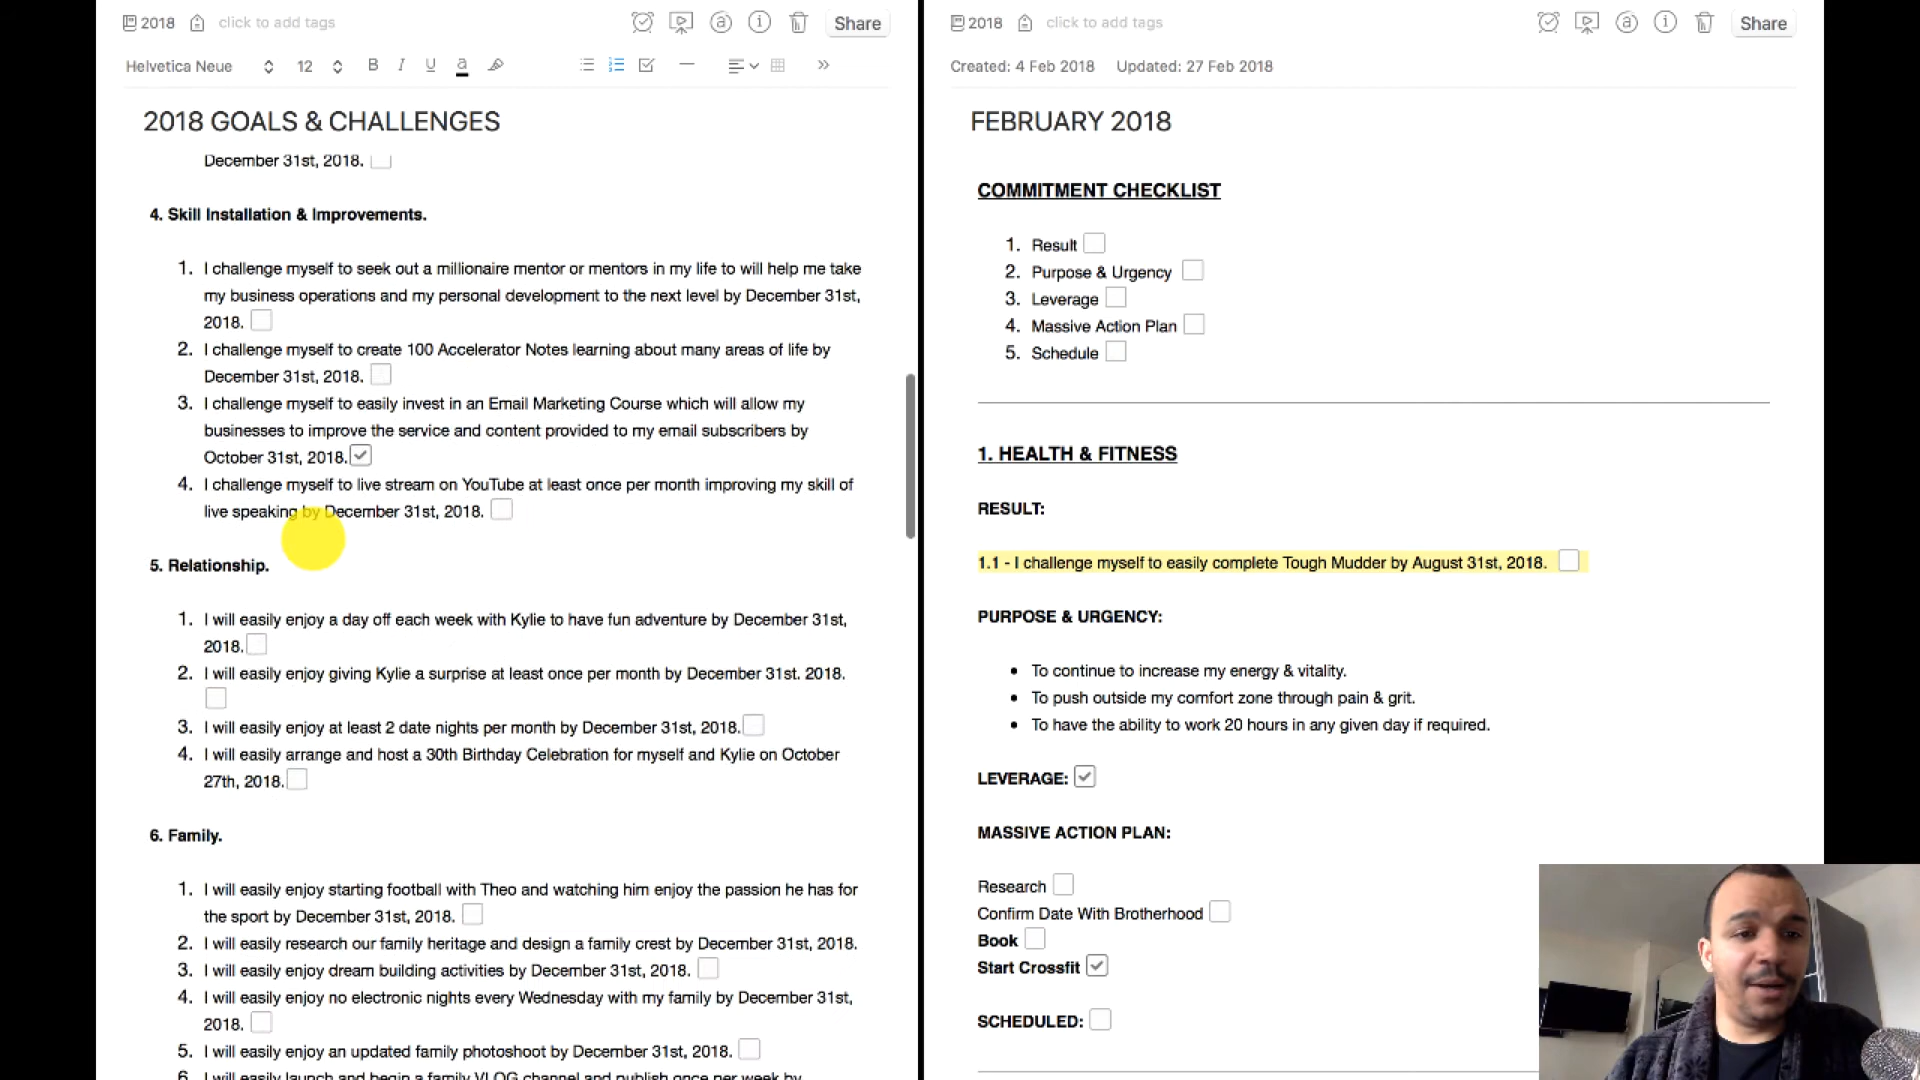 2018 click to add tags Share
Helvetica Neue 12 B I U a
2018 GOALS & CHALLENGES
December 31st, 2018.
4. Skill Installation & Improvements.
1. I challenge myself to seek out a millionaire mentor or mentors in my life to will help me take
my business operations and my personal development to the next level by December 31st,
2018.
2. I challenge myself to create 100 Accelerator Notes learning about many areas of life by
December 31st, 2018.
3. I challenge myself to easily invest in an Email Marketing Course which will allow my
businesses to improve the service and content provided to my email subscribers by
October 31st, 2018.
4. I challenge myself to live stream on YouTube at least once per month improving my skill of
live speaking by December 31st, 2018.
5. Relationship.
1. I will easily enjoy a day off each week with Kylie to have fun adventure by December 31st,
2018.
2. I will easily enjoy giving Kylie a surprise at least once per month by December 31st. 2018.
3. I will easily enjoy at least 2 date nights per month by December 31st, 2018.
4. I will easily arrange and host a 30th Birthday Celebration for myself and Kylie on October
27th, 2018.
6. Family.
1. I will easily enjoy starting football with Theo and watching him enjoy the passion he has for
the sport by December 31st, 2018.
2. I will easily research our family heritage and design a family crest by December 31st, 2018.
3. I will easily enjoy dream building activities by December 31st, 2018.
4. I will easily enjoy no electronic nights every Wednesday with my family by December 31st,
2018.
5. I will easily enjoy an updated family photoshoot by December 31st, 2018.
6. I will easily launch and begin a family VLOG channel and publish once per week by
2018 click to add tags Share
Created: 4 Feb 2018 Updated: 27 Feb 2018
FEBRUARY 2018
COMMITMENT CHECKLIST
1. Result
2. Purpose & Urgency
3. Leverage
4. Massive Action Plan
5. Schedule
1. HEALTH & FITNESS
RESULT:
1.1 - I challenge myself to easily complete Tough Mudder by August 31st, 2018.
PURPOSE & URGENCY:
• To continue to increase my energy & vitality.
• To push outside my comfort zone through pain & grit.
• To have the ability to work 20 hours in any given day if required.
LEVERAGE:
MASSIVE ACTION PLAN:
Research
Confirm Date With Brotherhood
Book
Start Crossfit
SCHEDULED: